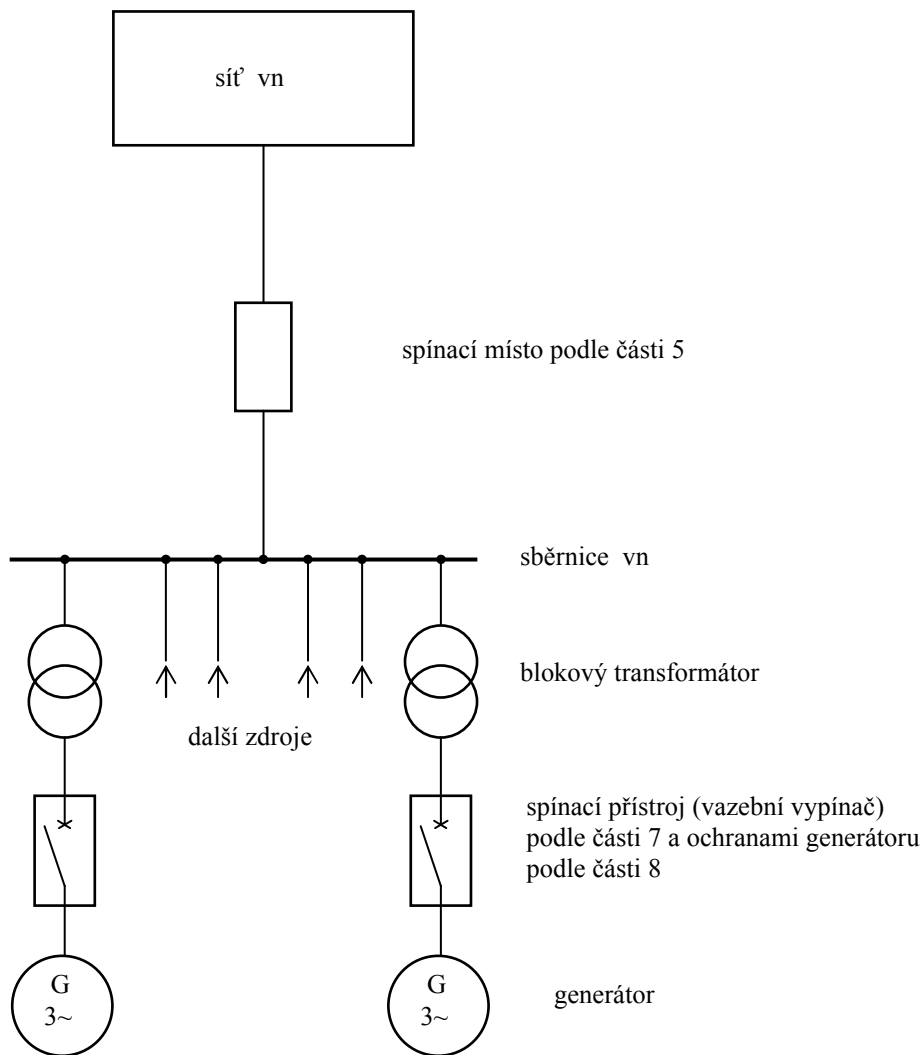 síť vn
spínací místo podle části 5
sběrnice vn
blokový transformátor
další zdroje
spínací přístroj (vazební vypínač)
podle části 7 a ochranami generátoru
podle části 8
G
3~
G
3~
generátor